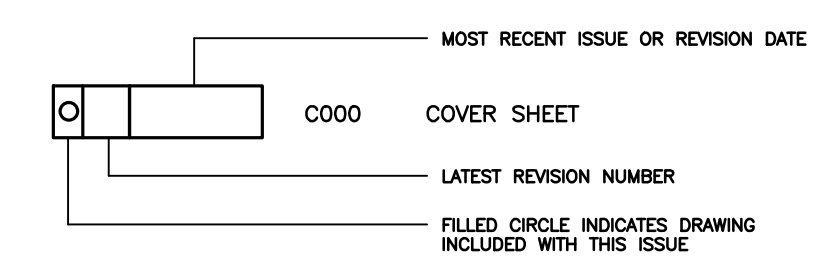 MOST RECENT ISSUE OR REVISION DATE
C000 COVER SHEET
LATEST REVISION NUMBER
FILLED CIRCLE INDICATES DRAWING
INCLUDED WITH THIS ISSUE